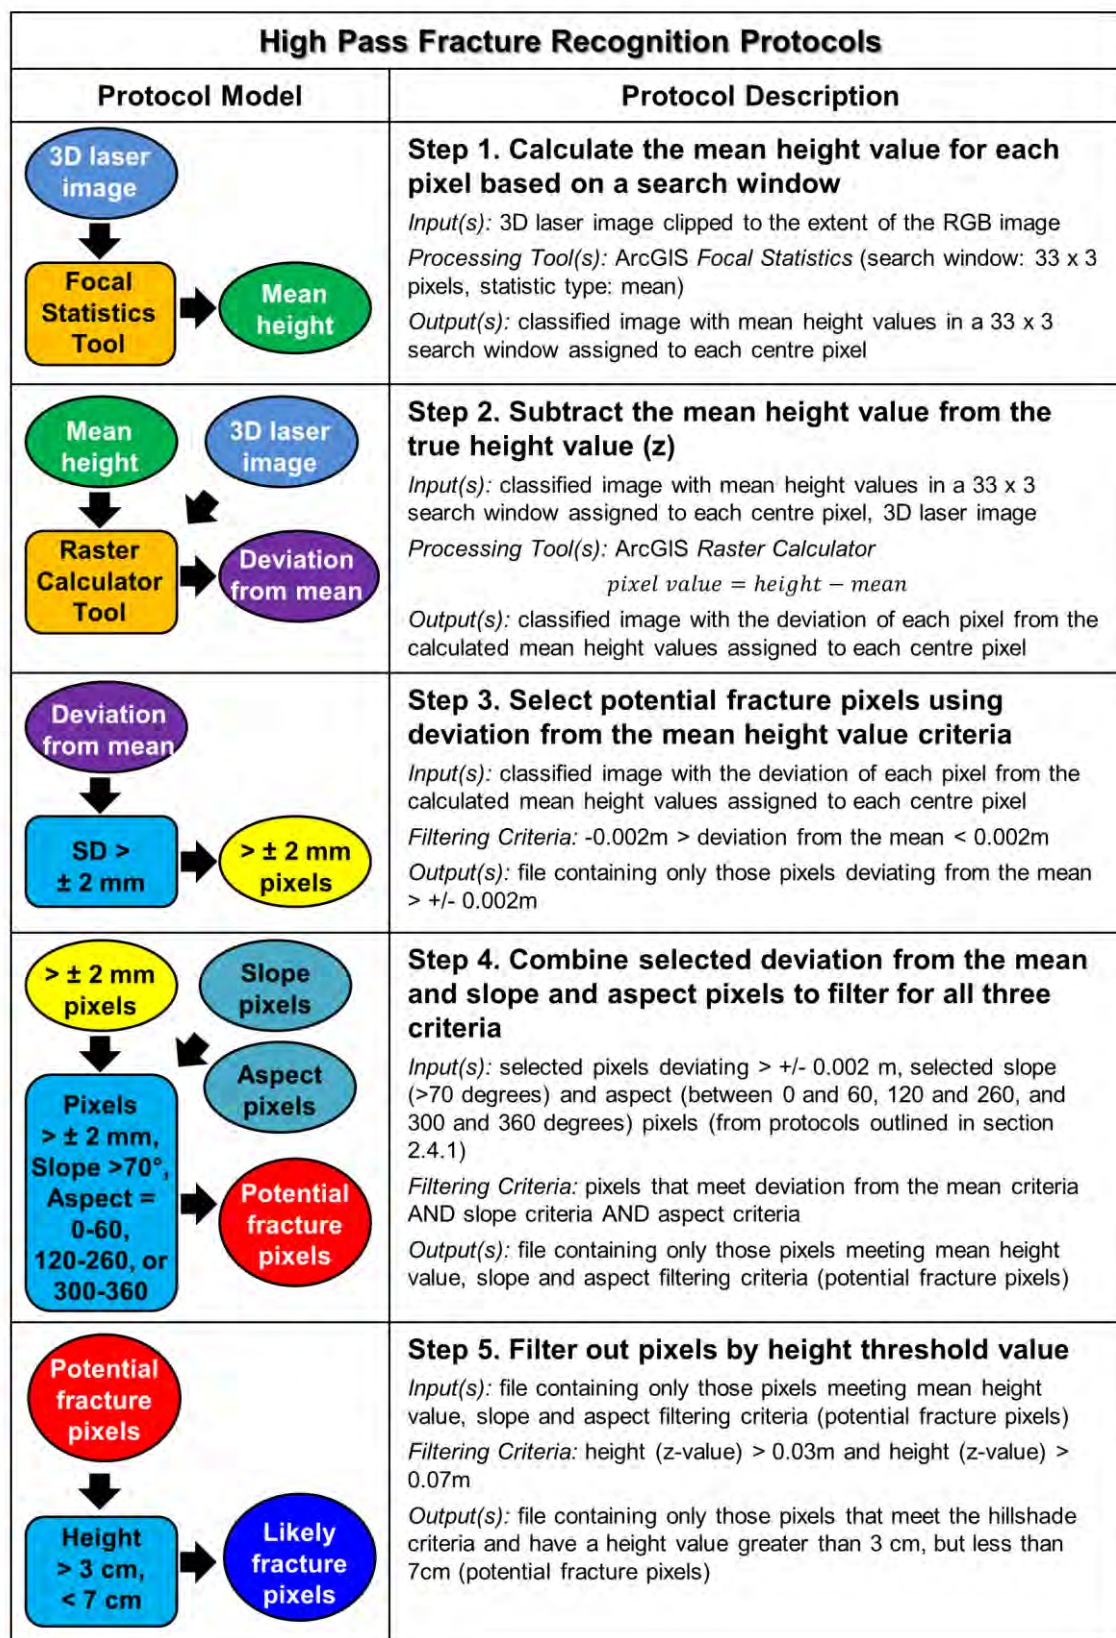 High Pass Fracture Recognition Protocols
Protocol Model
Protocol Description
3D laser
image
Focal
Statistics
Tool
Mean
height
Step 1. Calculate the mean height value for each
pixel based on a search window
Input(s): 3D laser image clipped to the extent of the RGB image
Processing Tool(s): ArcGIS Focal Statistics (search window: 33 x 3
pixels, statistic type: mean)
Output(s): classified image with mean height values in a 33 x 3
search window assigned to each centre pixel
Mean
height
3D laser
image
Raster
Calculator
Tool
Deviation
from mean
Step 2. Subtract the mean height value from the
true height value (z)
Input(s): classified image with mean height values in a 33 x 3
search window assigned to each centre pixel, 3D laser image
Processing Tool(s): ArcGIS Raster Calculator
pixel value = height − mean
Output(s): classified image with the deviation of each pixel from the
calculated mean height values assigned to each centre pixel
Deviation
from mean
SD >
± 2 mm
> ± 2 mm
pixels
Step 3. Select potential fracture pixels using
deviation from the mean height value criteria
Input(s): classified image with the deviation of each pixel from the
calculated mean height values assigned to each centre pixel
Filtering Criteria: -0.002m > deviation from the mean < 0.002m
Output(s): file containing only those pixels deviating from the mean
> +/- 0.002m
> ± 2 mm
pixels
Slope
pixels
Aspect
pixels
Pixels
> ± 2 mm,
Slope >70°,
Aspect =
0-60,
120-260, or
300-360
Potential
fracture
pixels
Step 4. Combine selected deviation from the mean
and slope and aspect pixels to filter for all three
criteria
Input(s): selected pixels deviating > +/- 0.002 m, selected slope
(>70 degrees) and aspect (between 0 and 60, 120 and 260, and
300 and 360 degrees) pixels (from protocols outlined in section
2.4.1)
Filtering Criteria: pixels that meet deviation from the mean criteria
AND slope criteria AND aspect criteria
Output(s): file containing only those pixels meeting mean height
value, slope and aspect filtering criteria (potential fracture pixels)
Potential
fracture
pixels
Height
> 3 cm,
< 7 cm
Likely
fracture
pixels
Step 5. Filter out pixels by height threshold value
Input(s): file containing only those pixels meeting mean height
value, slope and aspect filtering criteria (potential fracture pixels)
Filtering Criteria: height (z-value) > 0.03m and height (z-value) >
0.07m
Output(s): file containing only those pixels that meet the hillshade
criteria and have a height value greater than 3 cm, but less than
7cm (potential fracture pixels)